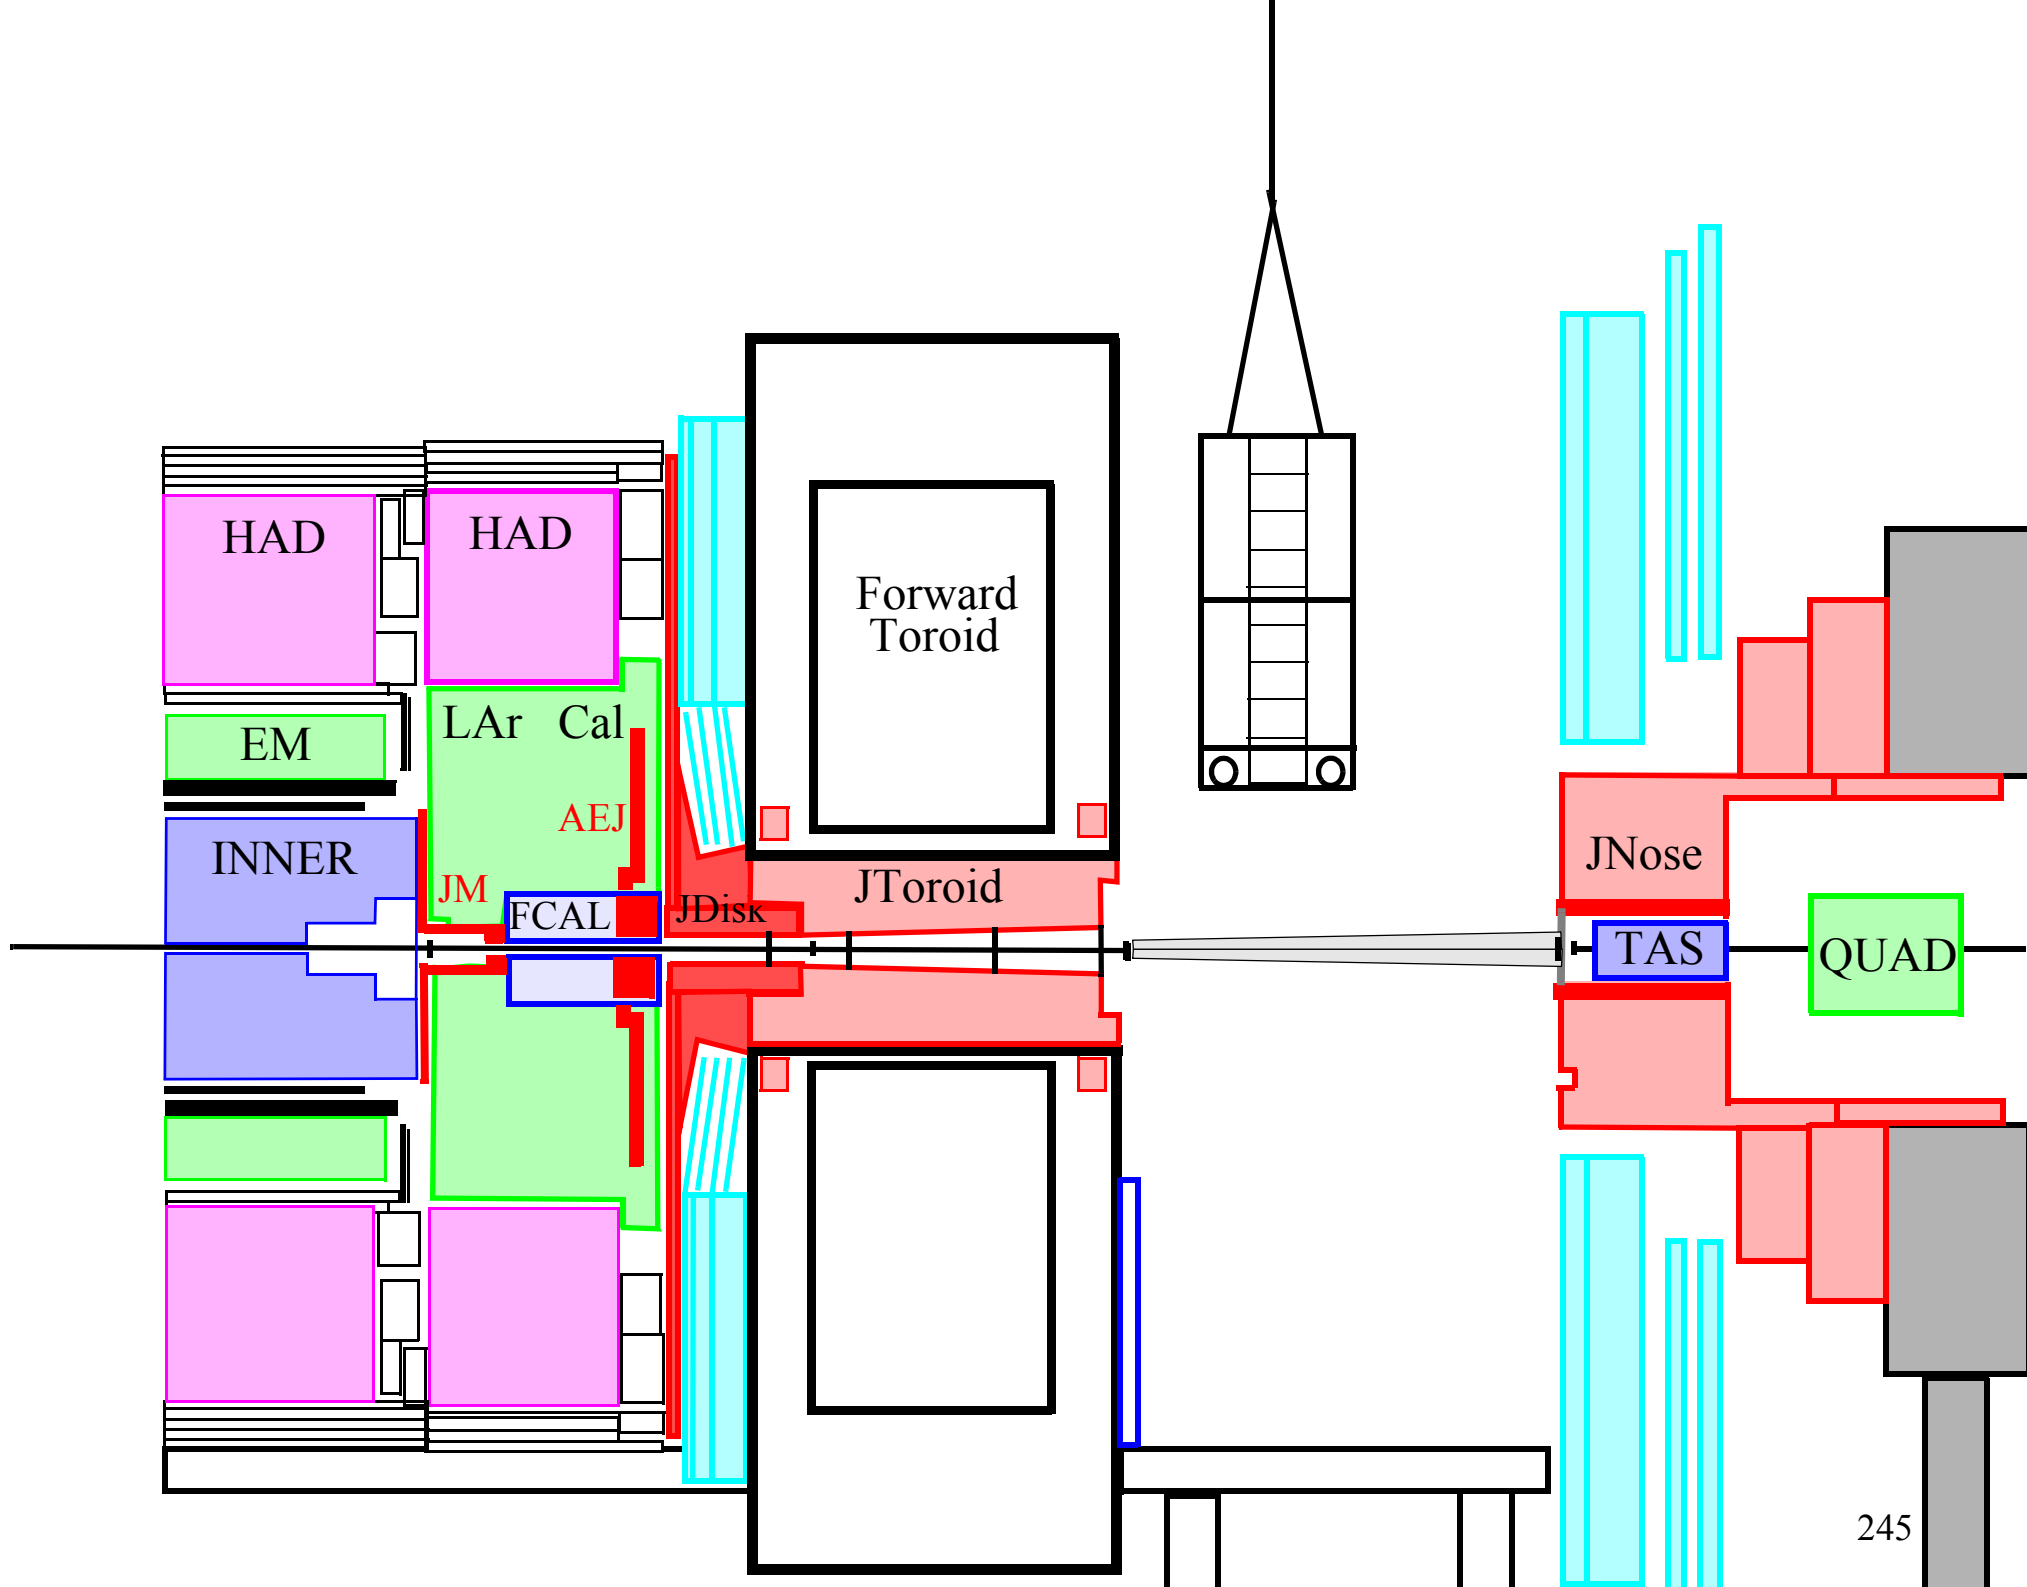 HAD
HAD
Forward
Toroid
LAr Cal
EM
AEJ
INNER
JM
FCAL
JDisk
JToroid
JNose
TAS
QUAD
245